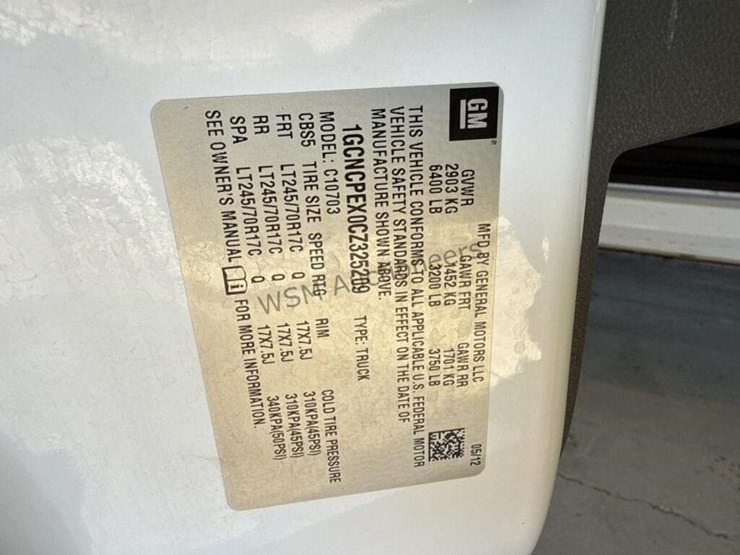 GM
MFD BY GENERAL MOTORS LLC
05/12
GVWR GAWR FRT GAWR RR
2903 KG 1452 KG 1701 KG
6400 LB 3200 LB 3750 LB
THIS VEHICLE CONFORMS TO ALL APPLICABLE U.S. FEDERAL MOTOR
VEHICLE SAFETY STANDARDS IN EFFECT ON THE DATE OF
MANUFACTURE SHOWN ABOVE.
1GCNCPEX0CZ325289 TYPE: TRUCK
MODEL: C10703
CBS5 TIRE SIZE SPEED RTG RIM COLD TIRE PRESSURE
FRT LT245/70R17C Q 17X7.5J 310KPA(45PSI)
RR LT245/70R17C Q 17X7.5J 310KPA(45PSI)
SPA LT245/70R17C Q 17X7.5J 340KPA(50PSI)
SEE OWNER'S MANUAL FOR MORE INFORMATION.
WSM